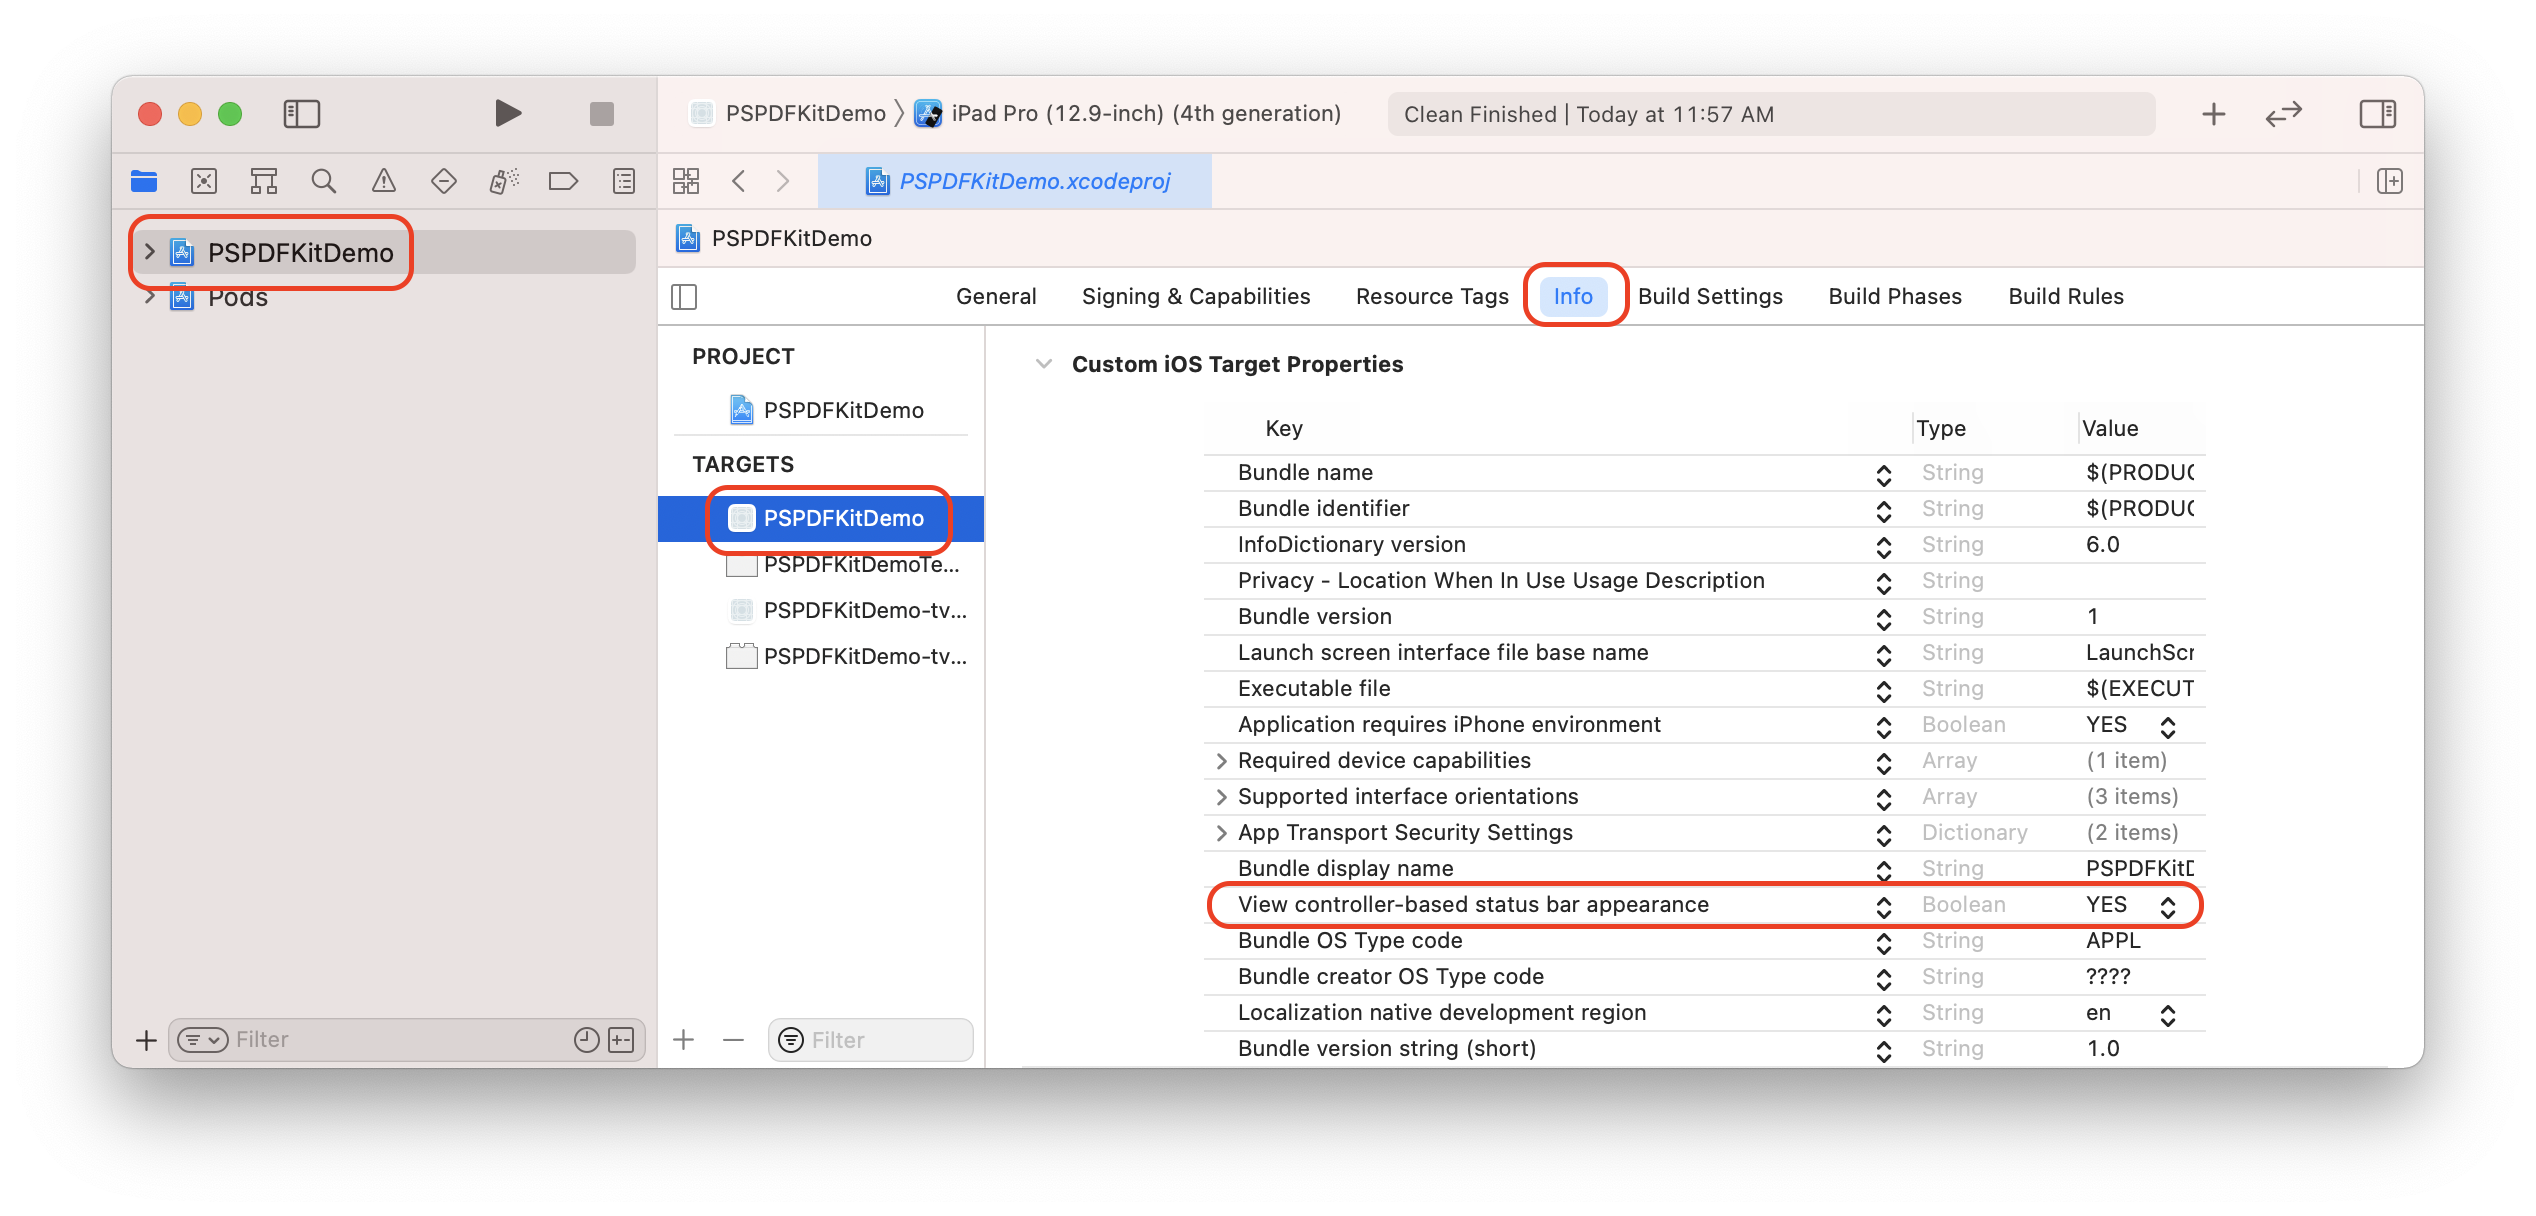 PSPDFKitDemo 〉 iPad Pro (12.9-inch) (4th generation)
Clean Finished | Today at 11:57 AM
PSPDFKitDemo.xcodeproj
PSPDFKitDemo
Pods
Filter
PSPDFKitDemo
General Signing & Capabilities Resource Tags Info Build Settings Build Phases Build Rules
PROJECT
PSPDFKitDemo
TARGETS
PSPDFKitDemo
PSPDFKitDemoTe...
PSPDFKitDemo-tv...
PSPDFKitDemo-tv...
Filter
Custom iOS Target Properties
Key Type Value
Bundle name String $(PRODUC
Bundle identifier String $(PRODUC
InfoDictionary version String 6.0
Privacy - Location When In Use Usage Description String
Bundle version String 1
Launch screen interface file base name String LaunchScr
Executable file String $(EXECUT
Application requires iPhone environment Boolean YES
Required device capabilities Array (1 item)
Supported interface orientations Array (3 items)
App Transport Security Settings Dictionary (2 items)
Bundle display name String PSPDFKitD
View controller-based status bar appearance Boolean YES
Bundle OS Type code String APPL
Bundle creator OS Type code String ????
Localization native development region String en
Bundle version string (short) String 1.0